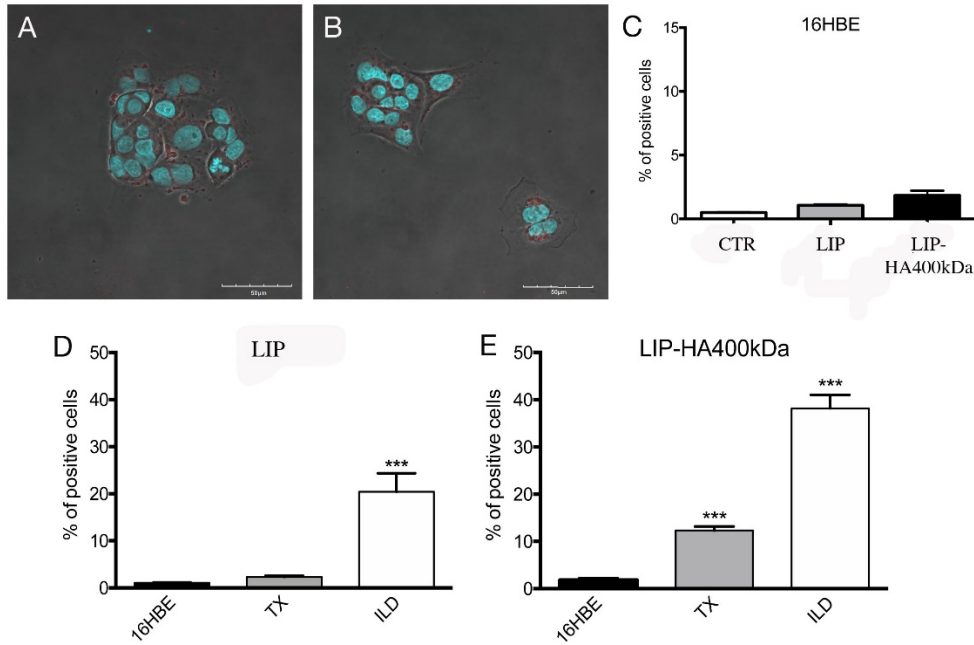 A
50µm
B
50µm
C
16HBE
% of positive cells
15
10
5
0
CTR
LIP
LIP-
HA400kDa
D
LIP
% of positive cells
50
40
30
20
10
0
***
16HBE
TX
ILD
E
LIP-HA400kDa
% of positive cells
50
40
30
20
10
0
***
***
16HBE
TX
ILD